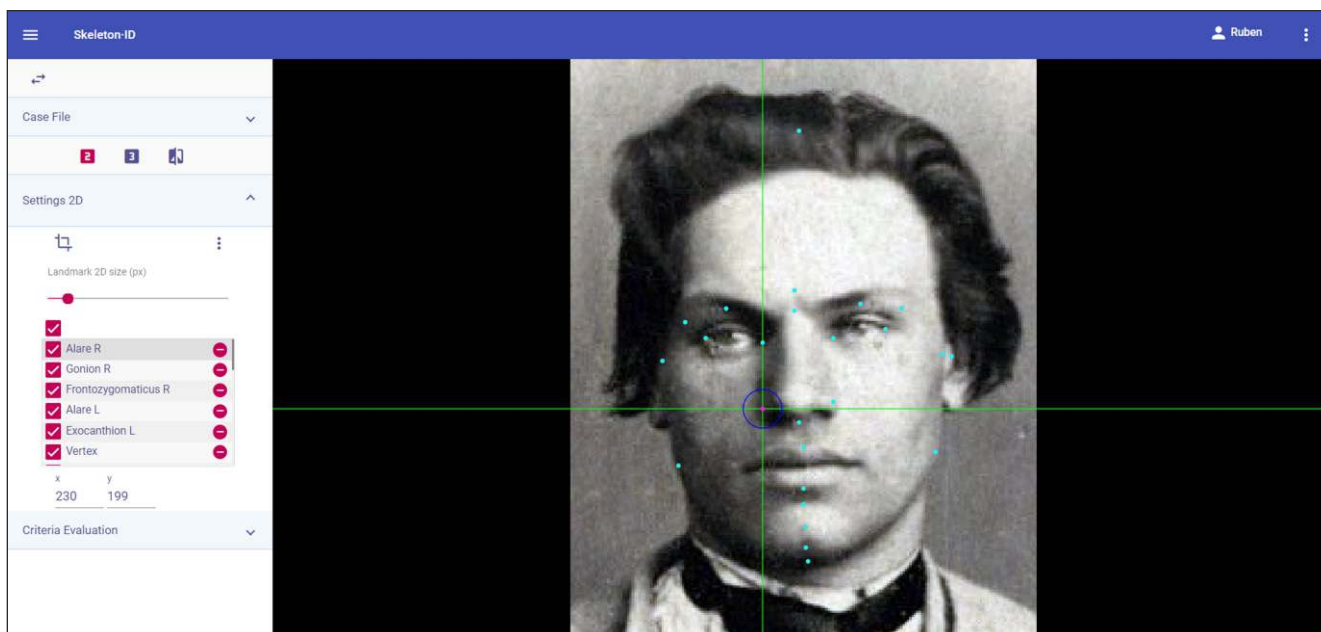 Skeleton·ID
Ruben
Case File
2
3
Settings 2D
Landmark 2D size (px)
Alare R
Gonion R
Frontozygomaticus R
Alare L
Exocanthion L
Vertex
x y
230 199
Criteria Evaluation